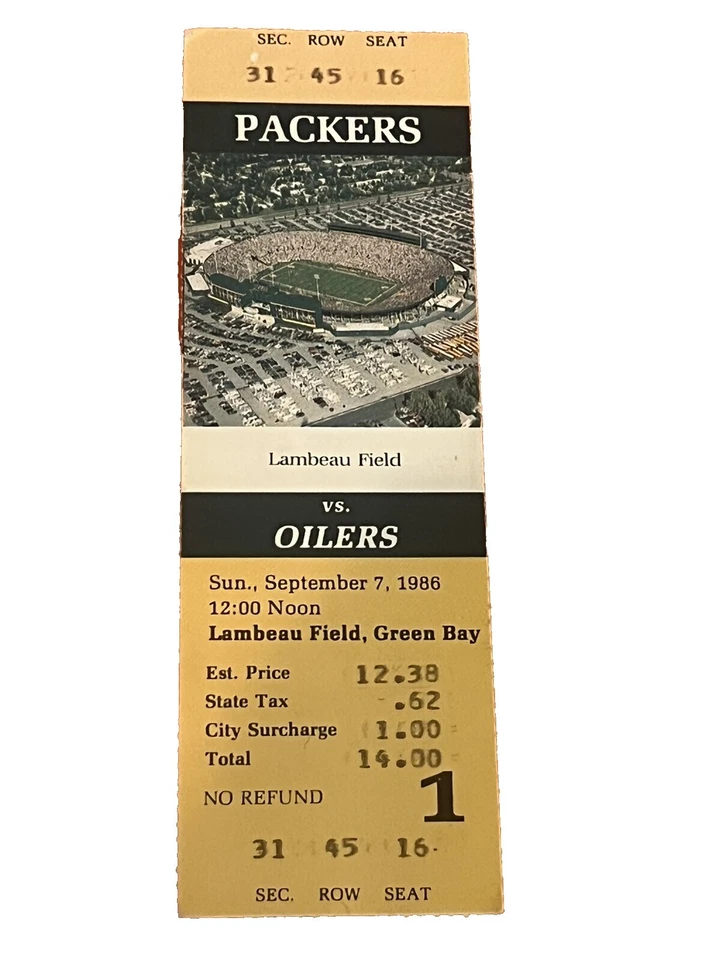 SEC. ROW SEAT
31 45 16
PACKERS
Lambeau Field
vs.
OILERS
Sun., September 7, 1986
12:00 Noon
Lambeau Field, Green Bay
Est. Price 12.38
State Tax .62
City Surcharge 1.00
Total 14.00
NO REFUND 1
31 45 16
SEC. ROW SEAT